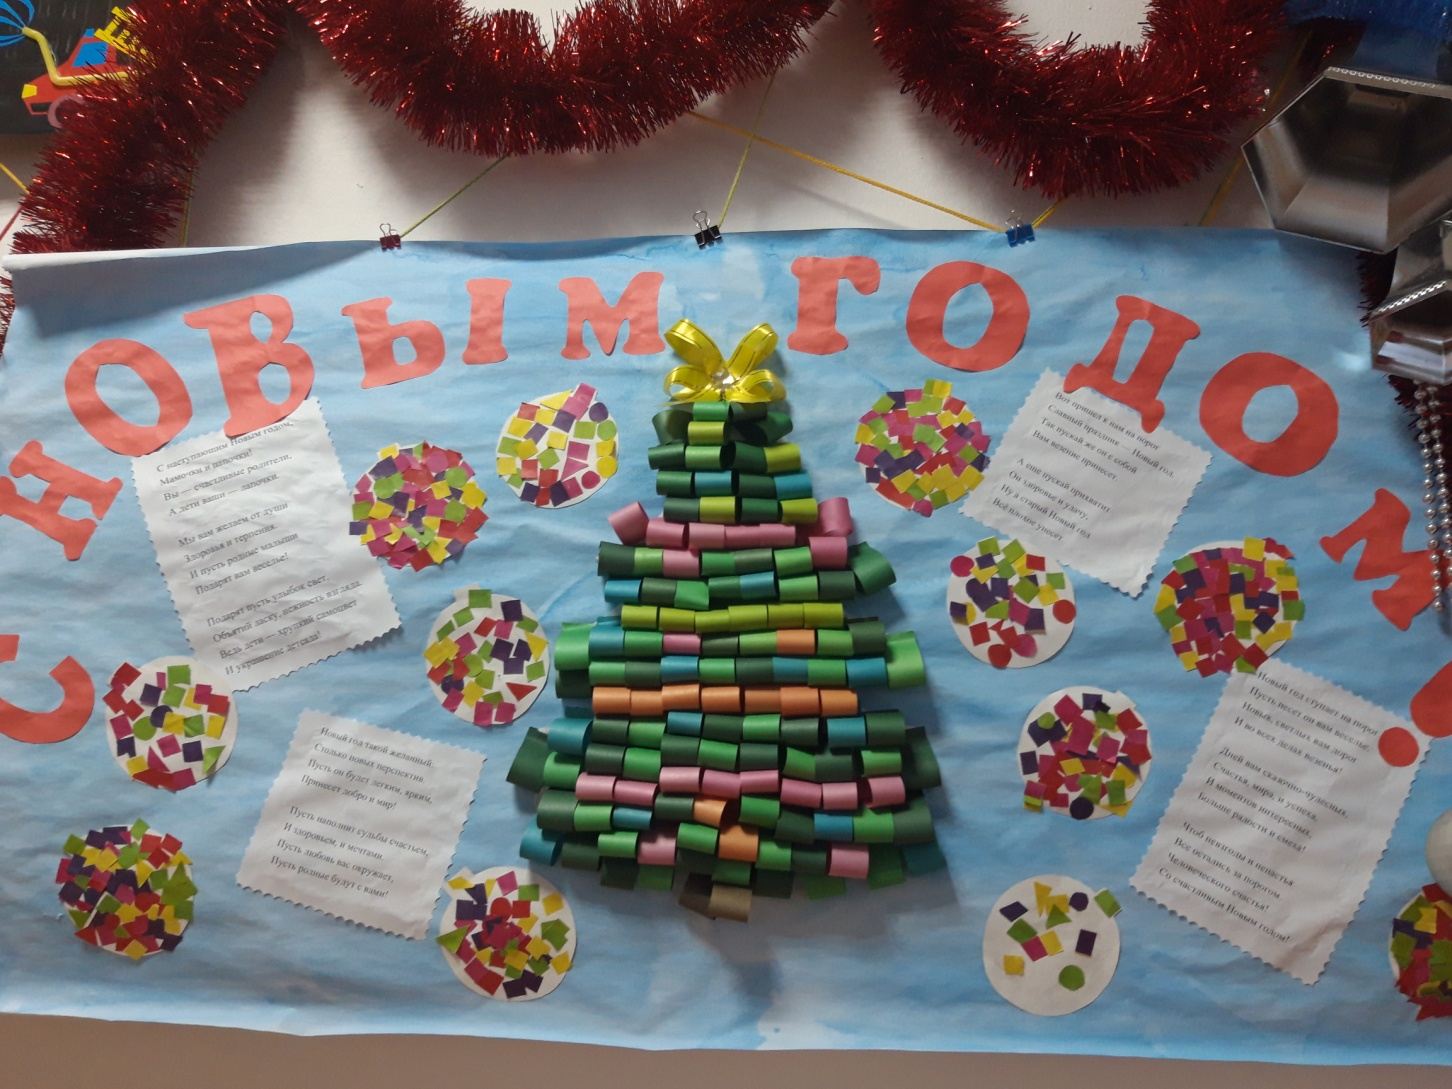 С НОВЫМ ГОДОМ!
С наступающим Новым годом,
Мамочки и папочки!
Вы — счастливые родители,
А дети ваши — лапочки.
Мы вам желаем от души
Здоровья и терпения.
И пусть родные малыши
Подарят вам веселье!
Подарят пусть улыбок свет,
Объятий ласку, нежность взгляда
Ведь дети — хрупкий самоцвет
И украшение детсада!
Новый год такой желанный
Столько новых перспектив
Пусть он будет легким, ярким,
Принесет добро и мир!
Пусть наполнит судьбы счастьем,
И здоровьем, и мечтами.
Пусть любовь вас окружает,
Пусть родные будут с вами!
Вот пришел к нам на порог
Славный праздник – Новый год.
Так пускай же он с собой
Нам везение принесет.
А ещё пускай прихватит
Он здоровье и удачу,
Ну а старый Новый год
Всё плохое унесет
Новый год ступает на порог
Пусть несет он вам веселье,
Новых, светлых вам дорог
И во всех делах везенья!
Дней вам сказочно-чудесных,
Счастья, мира, и успеха,
И моментов интересных,
Больше радости и смеха!
Чтоб невзгоды и ненастья
Все остались за порогом
Человеческого счастья!
Со счастливым Новым годом!